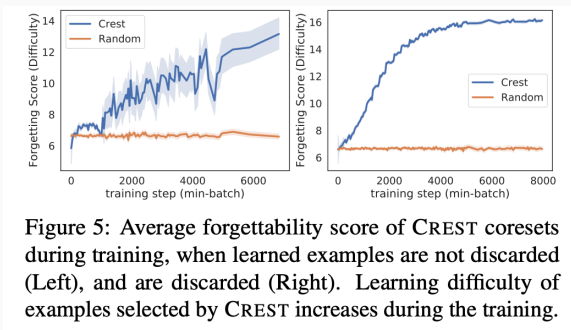 Forgetting Score (Difficulty)
14
12
10
8
6
Crest
Random
0
2000
4000
6000
training step (min-batch)
Forgetting Score (Difficulty)
16
14
12
10
8
6
Crest
Random
0
2000
4000
6000
8000
training step (min-batch)
Figure 5: Average forgettability score of CREST coresets
during training, when learned examples are not discarded
(Left), and are discarded (Right). Learning difficulty of
examples selected by CREST increases during the training.